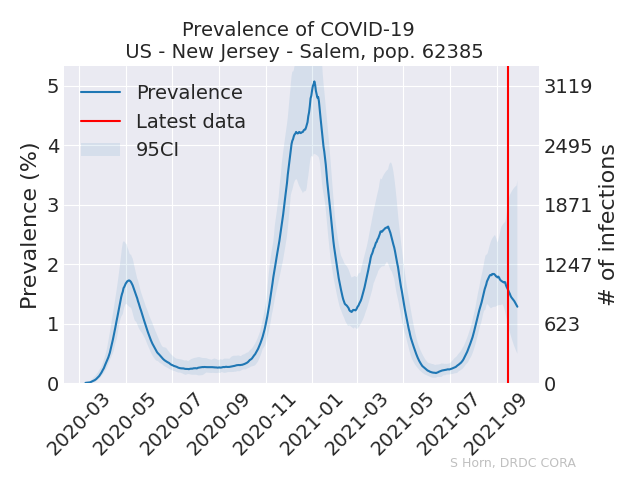 Prevalence of COVID-19
US - New Jersey - Salem, pop. 62385
Prevalence
Latest data
95CI
Prevalence (%)
5
4
3
2
1
0
3119
2495
1871
1247
623
0
# of infections
2020-03
2020-05
2020-07
2020-09
2020-11
2021-01
2021-03
2021-05
2021-07
2021-09
S Horn, DRDC CORA